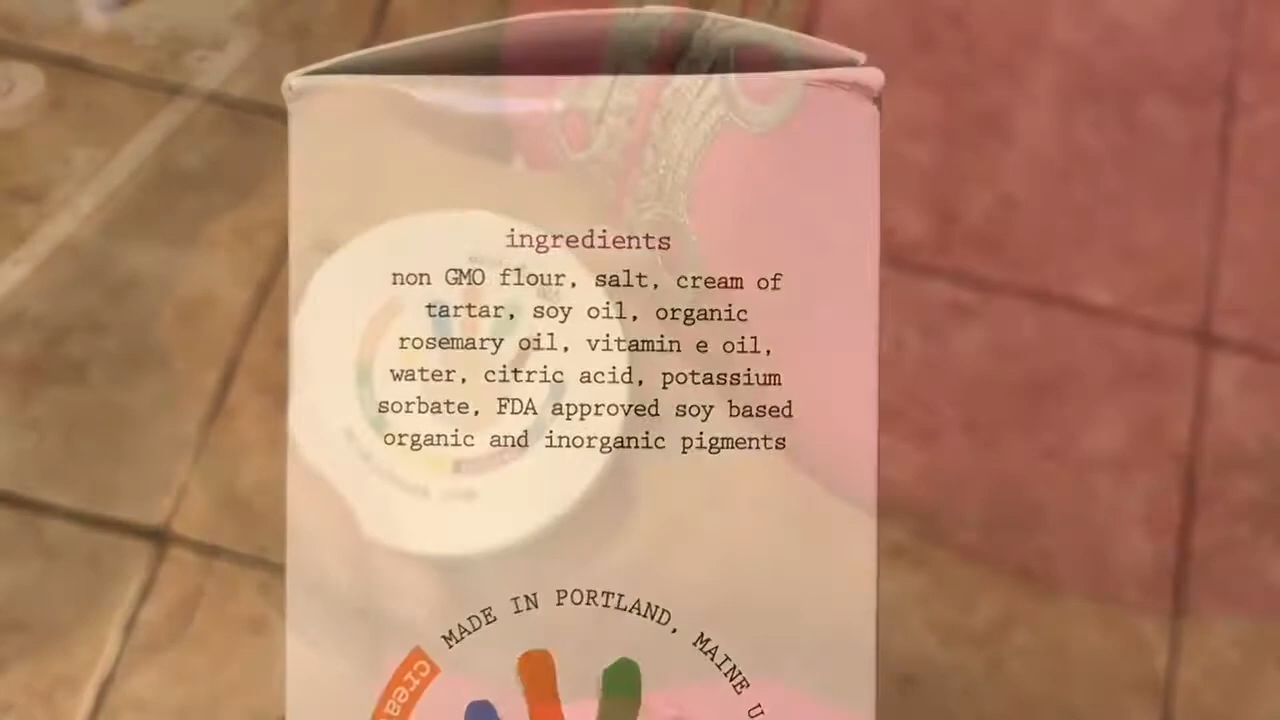 ingredients
non GMO flour, salt, cream of
tartar, soy oil, organic
rosemary oil, vitamin e oil,
water, citric acid, potassium
sorbate, FDA approved soy based
organic and inorganic pigments
MADE IN PORTLAND, MAINE U
crea